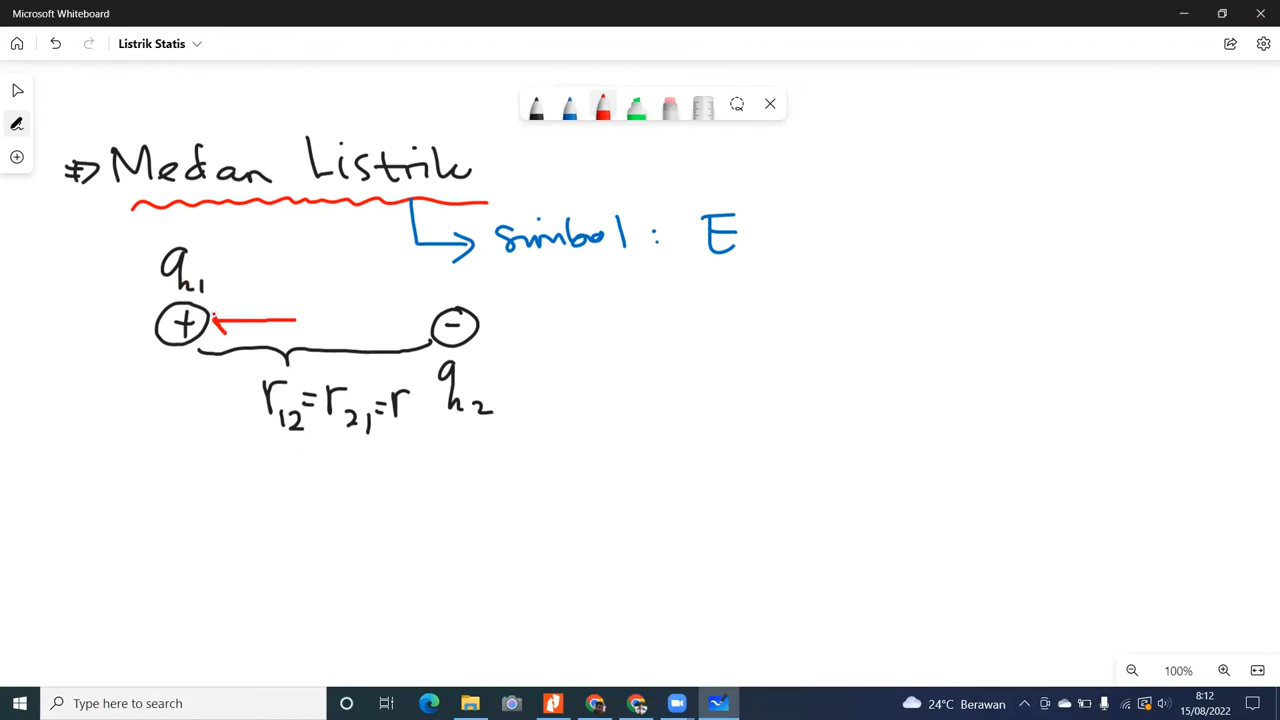 Microsoft Whiteboard
Listrik Statis
⇒ Medan Listrik
simbol : E
q1
+
-
r12 = r21 = r
q2
100%
Type here to search
24°C Berawan
8:12
15/08/2022